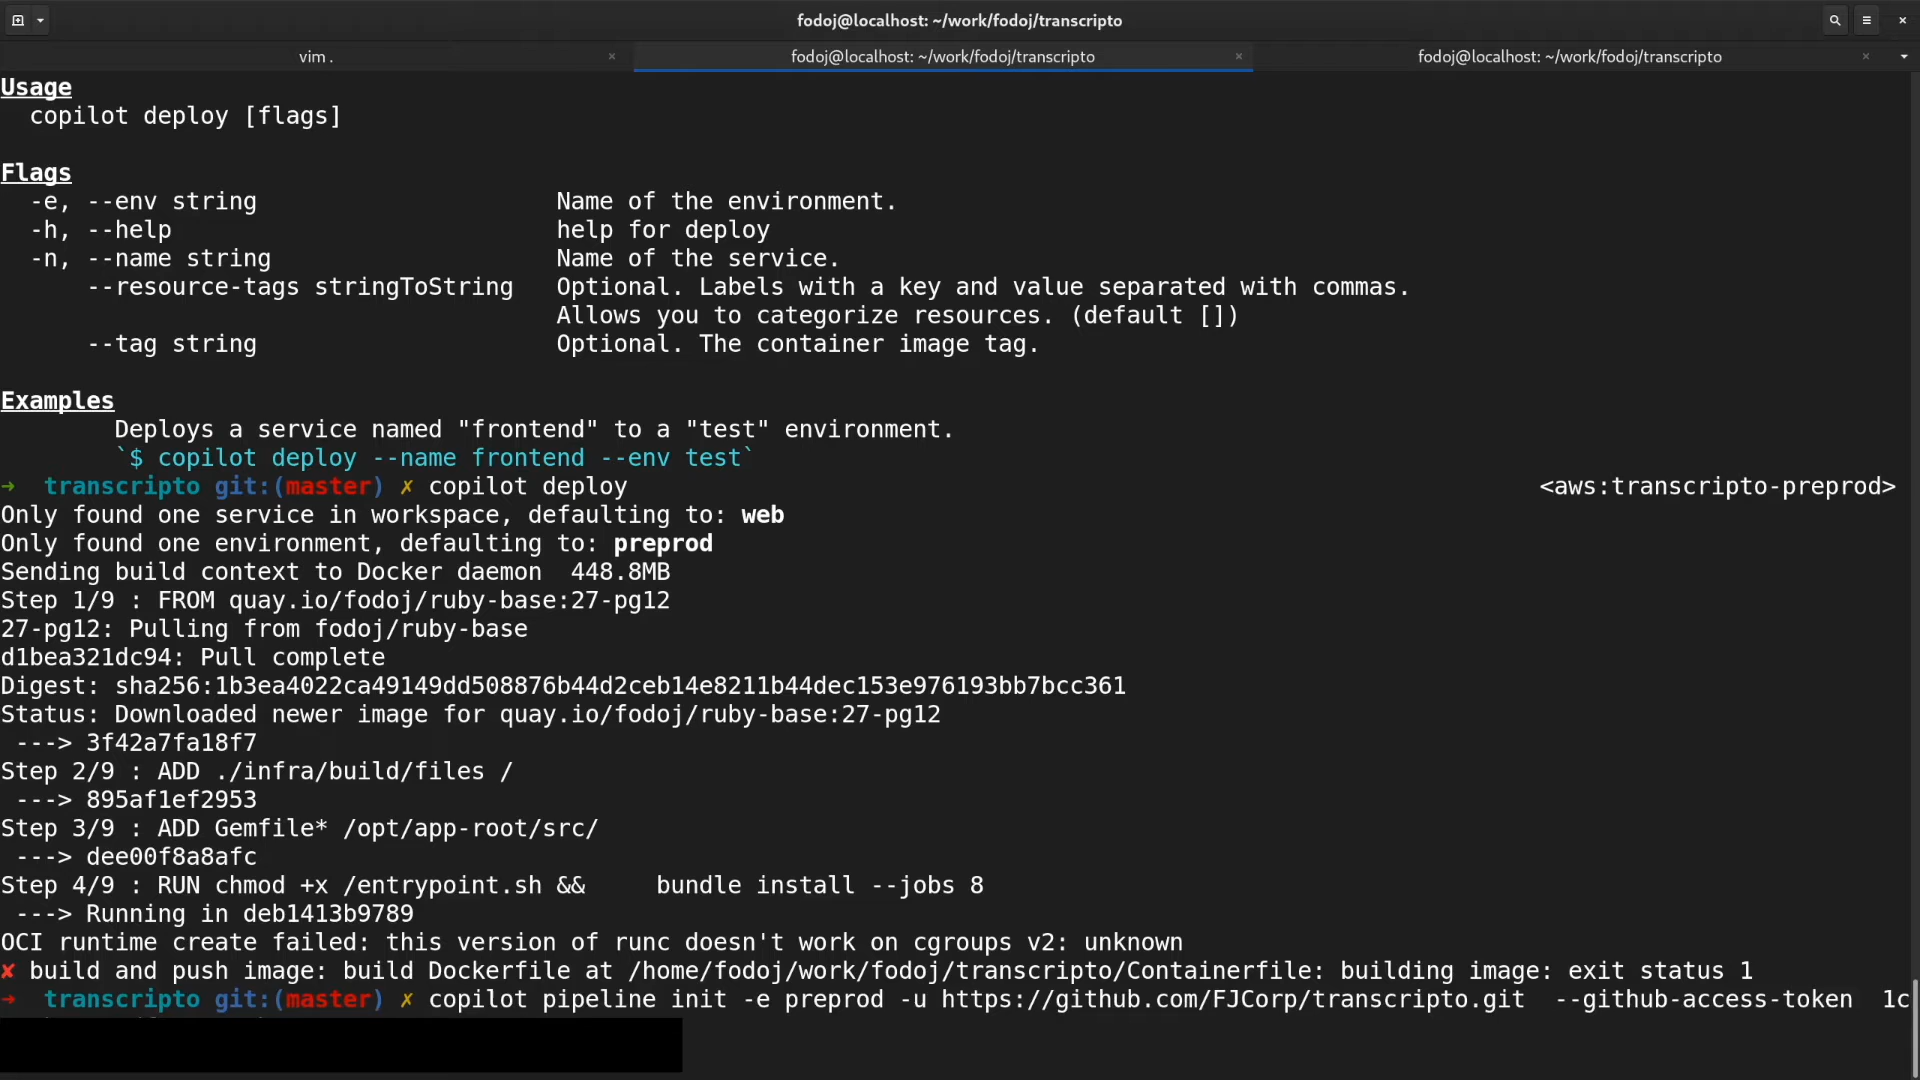 fodoj@localhost: ~/work/fodoj/transcripto
vim .
fodoj@localhost: ~/work/fodoj/transcripto
fodoj@localhost: ~/work/fodoj/transcripto
Usage
copilot deploy [flags]
Flags
-e, --env string Name of the environment.
-h, --help help for deploy
-n, --name string Name of the service.
--resource-tags stringToString Optional. Labels with a key and value separated with commas.
Allows you to categorize resources. (default [])
--tag string Optional. The container image tag.
Examples
Deploys a service named "frontend" to a "test" environment.
`$ copilot deploy --name frontend --env test`
→ transcripto git:(master) ✗ copilot deploy <aws:transcripto-preprod>
Only found one service in workspace, defaulting to: web
Only found one environment, defaulting to: preprod
Sending build context to Docker daemon 448.8MB
Step 1/9 : FROM quay.io/fodoj/ruby-base:27-pg12
27-pg12: Pulling from fodoj/ruby-base
d1bea321dc94: Pull complete
Digest: sha256:1b3ea4022ca49149dd508876b44d2ceb14e8211b44dec153e976193bb7bcc361
Status: Downloaded newer image for quay.io/fodoj/ruby-base:27-pg12
---> 3f42a7fa18f7
Step 2/9 : ADD ./infra/build/files /
---> 895af1ef2953
Step 3/9 : ADD Gemfile* /opt/app-root/src/
---> dee00f8a8afc
Step 4/9 : RUN chmod +x /entrypoint.sh && bundle install --jobs 8
---> Running in deb1413b9789
OCI runtime create failed: this version of runc doesn't work on cgroups v2: unknown
✘ build and push image: build Dockerfile at /home/fodoj/work/fodoj/transcripto/Containerfile: building image: exit status 1
→ transcripto git:(master) ✗ copilot pipeline init -e preprod -u https://github.com/FJCorp/transcripto.git --github-access-token 1c